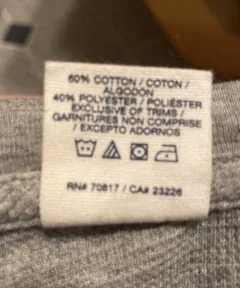 60% COTTON / COTON /
ALGODON
40% POLYESTER / POLIÉSTER
EXCLUSIVE OF TRIMS /
GARNITURES NON COMPRISE
/ EXCEPTO ADORNOS
RN# 70817 / CA# 23226